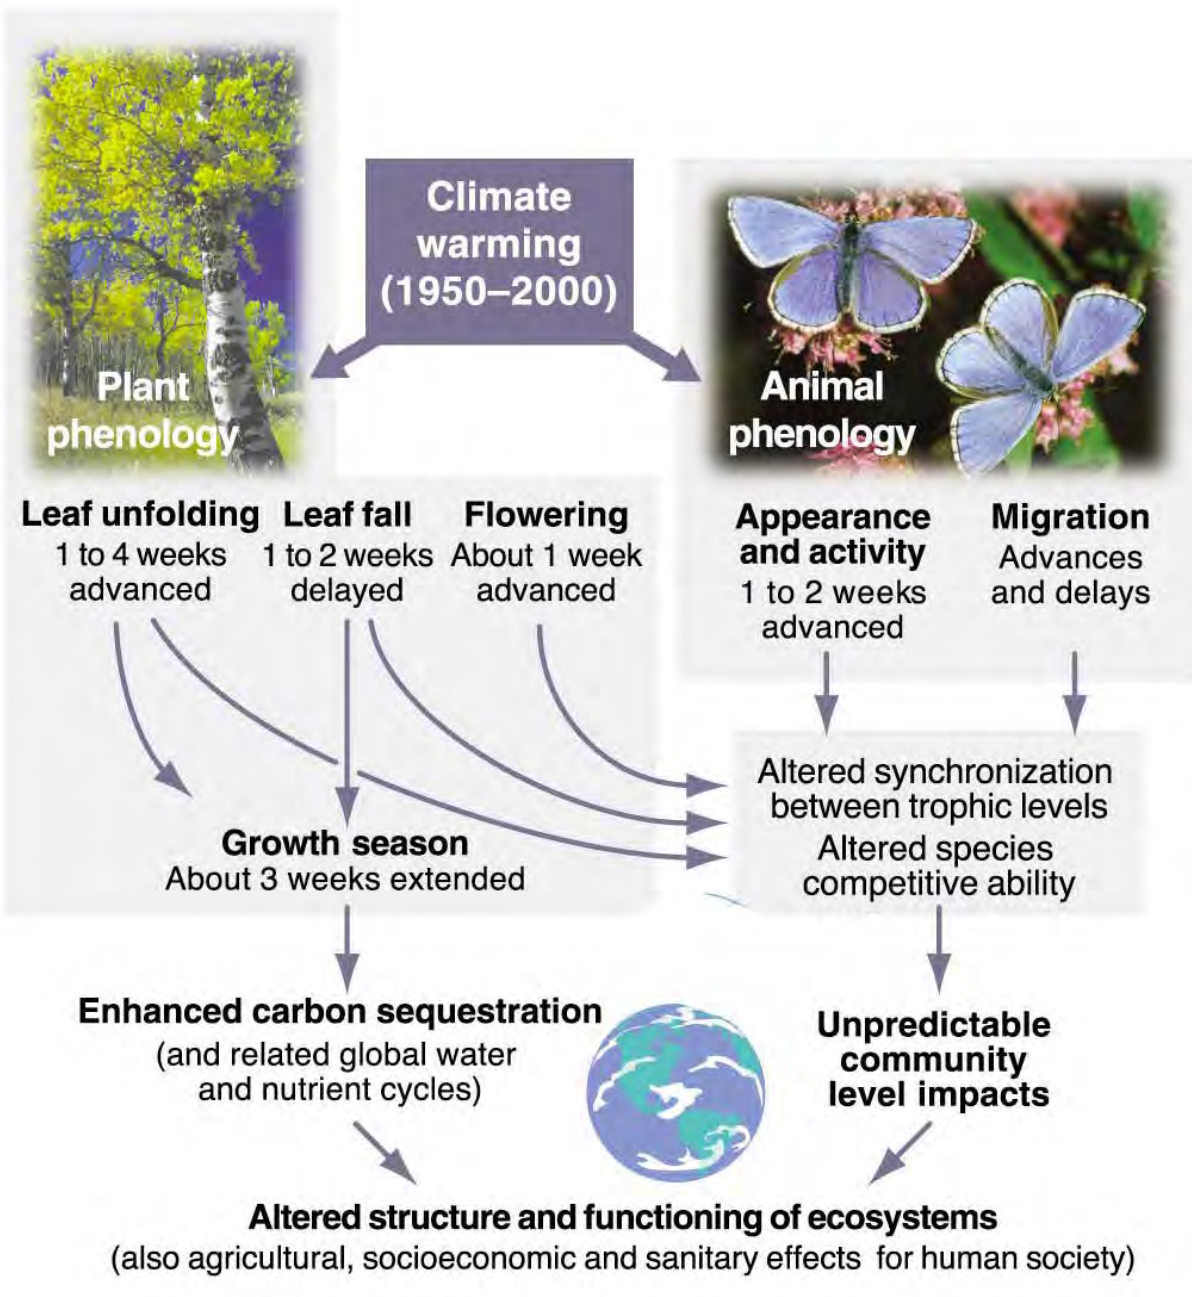 Climate
warming
(1950–2000)
Plant
phenology
Animal
phenology
Leaf unfolding
1 to 4 weeks
advanced
Leaf fall
1 to 2 weeks
delayed
Flowering
About 1 week
advanced
Appearance
and activity
1 to 2 weeks
advanced
Migration
Advances
and delays
Growth season
About 3 weeks extended
Altered synchronization
between trophic levels
Altered species
competitive ability
Enhanced carbon sequestration
(and related global water
and nutrient cycles)
Unpredictable
community
level impacts
Altered structure and functioning of ecosystems
(also agricultural, socioeconomic and sanitary effects for human society)